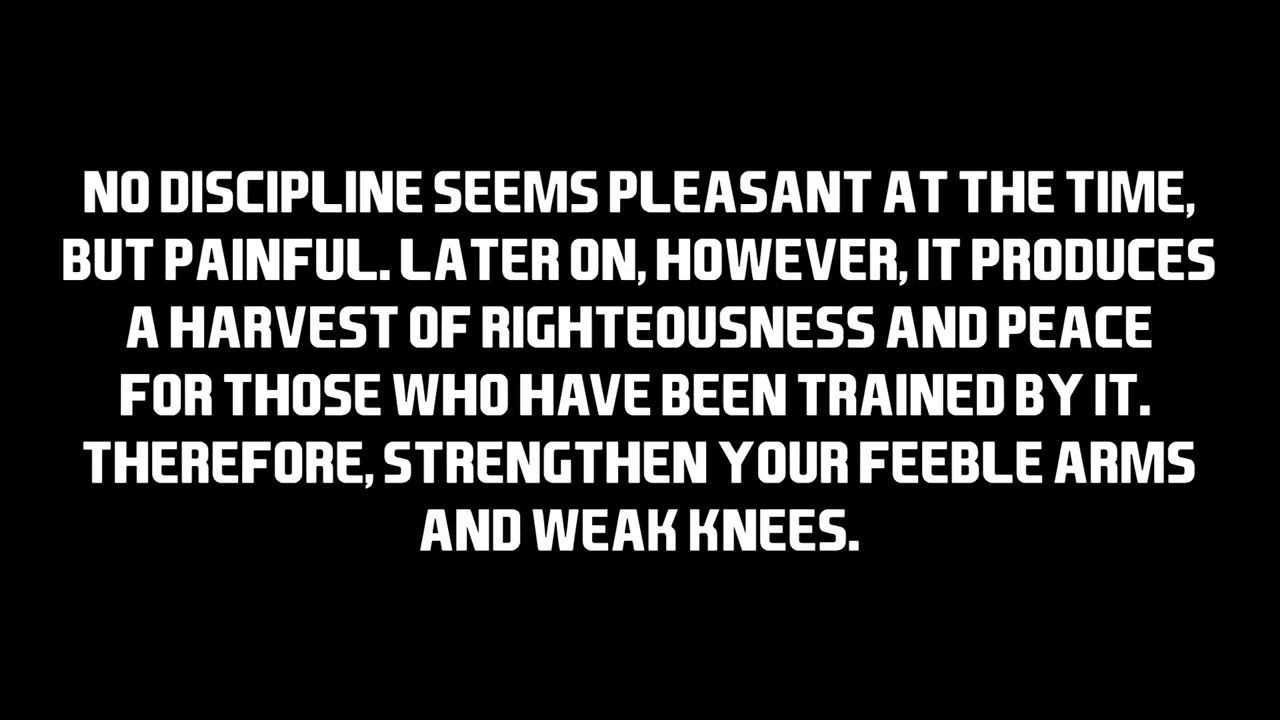 NO DISCIPLINE SEEMS PLEASANT AT THE TIME,
BUT PAINFUL. LATER ON, HOWEVER, IT PRODUCES
A HARVEST OF RIGHTEOUSNESS AND PEACE
FOR THOSE WHO HAVE BEEN TRAINED BY IT.
THEREFORE, STRENGTHEN YOUR FEEBLE ARMS
AND WEAK KNEES.